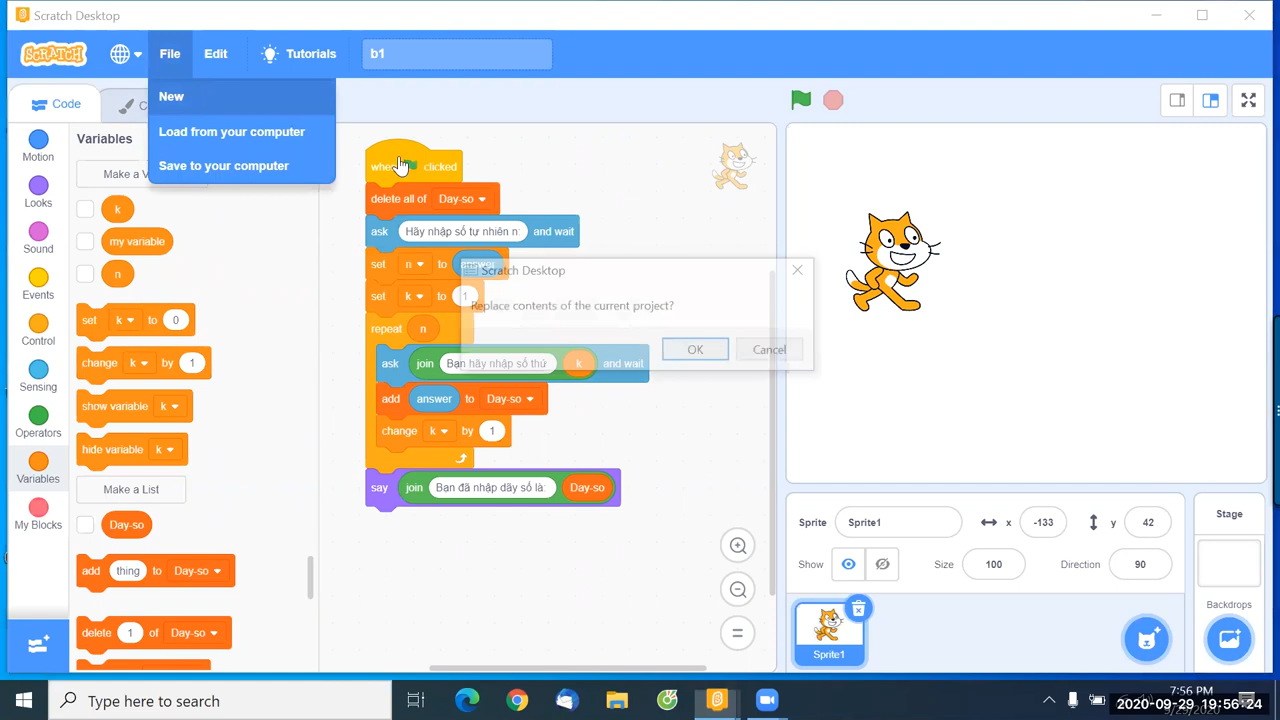 Scratch Desktop
SCRATCH
File
Edit
Tutorials
b1
New
Load from your computer
Save to your computer
Code
C
Variables
Make a V
Motion
Looks
Sound
Events
Control
Sensing
Operators
Variables
My Blocks
k
my variable
n
set k to 0
change k by 1
show variable k
hide variable k
Make a List
Day-so
add thing to Day-so
delete 1 of Day-so
when clicked
delete all of Day-so
ask Hãy nhập số tự nhiên n: and wait
set n to answer
set k to 1
repeat n
ask join Bạn hãy nhập số thứ k and wait
add answer to Day-so
change k by 1
say join Bạn đã nhập dãy số là: Day-so
Scratch Desktop
Replace contents of the current project?
OK
Cancel
Sprite
Sprite1
x
-133
y
42
Show
Size
100
Direction
90
Sprite1
Stage
Backdrops
Type here to search
7:56 PM
2020-09-29 19:56:24